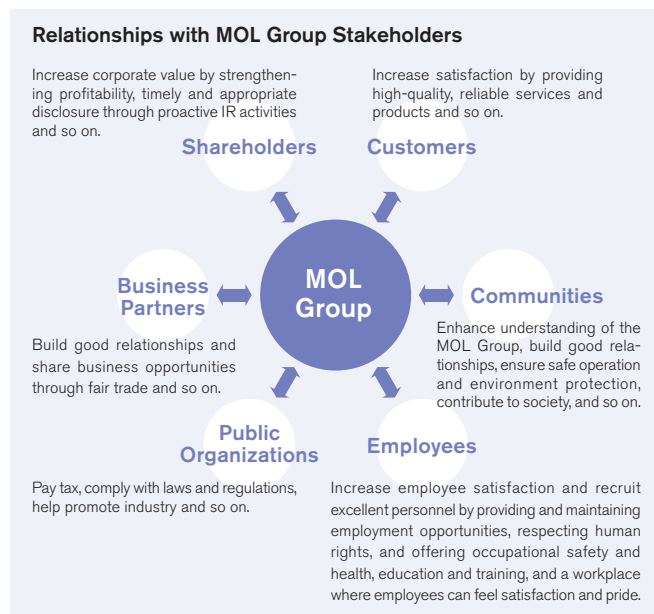 Relationships with MOL Group Stakeholders
Increase corporate value by strengthen-
ing profitability, timely and appropriate
disclosure through proactive IR activities
and so on.
Shareholders
Increase satisfaction by providing
high-quality, reliable services and
products and so on.
Customers
MOL
Group
Business
Partners
Build good relationships and
share business opportunities
through fair trade and so on.
Communities
Enhance understanding of the
MOL Group, build good rela-
tionships, ensure safe operation
and environment protection,
contribute to society, and so on.
Public
Organizations
Pay tax, comply with laws and regulations,
help promote industry and so on.
Employees
Increase employee satisfaction and recruit
excellent personnel by providing and maintaining
employment opportunities, respecting human
rights, and offering occupational safety and
health, education and training, and a workplace
where employees can feel satisfaction and pride.